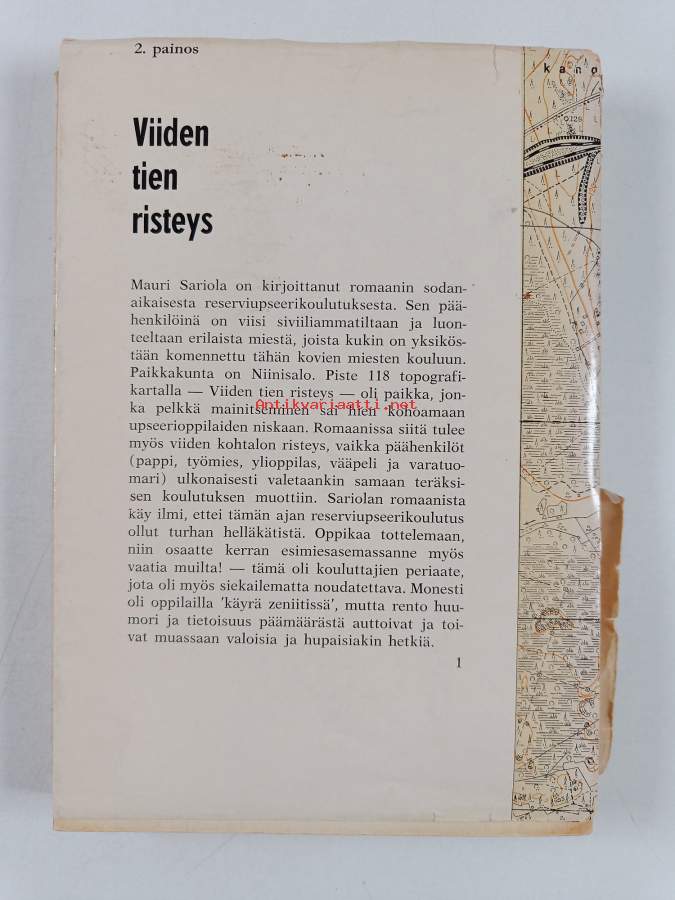 2. painos
kang
128
Viiden
tien
risteys
Mauri Sariola on kirjoittanut romaanin sodan-
aikaisesta reserviupseerikoulutuksesta. Sen pää-
henkilöinä on viisi siviiliammatiltaan ja luon-
teeltaan erilaista miestä, joista kukin on yksikös-
tään komennettu tähän kovien miesten kouluun.
Paikkakunta on Niinisalo. Piste 118 topografi-
kartalla — Viiden tien risteys — oli paikka, jon-
ka pelkkä mainitseminen sai hien kohoamaan
Antikvariaatti.net
upseerioppilaiden niskaan. Romaanissa siitä tulee
myös viiden kohtalon risteys, vaikka päähenkilöt
(pappi, työmies, ylioppilas, vääpeli ja varatuo-
mari) ulkonaisesti valetaankin samaan teräksi-
sen koulutuksen muottiin. Sariolan romaanista
käy ilmi, ettei tämän ajan reserviupseerikoulutus
ollut turhan helläkätistä. Oppikaa tottelemaan,
niin osaatte kerran esimiesasemassanne myös
vaatia muilta! — tämä oli kouluttajien periaate,
jota oli myös siekailematta noudatettava. Monesti
oli oppilailla 'käyrä zeniitissä', mutta rento huu-
mori ja tietoisuus päämäärästä auttoivat ja toi-
vat muassaan valoisia ja hupaisiakin hetkiä.
1